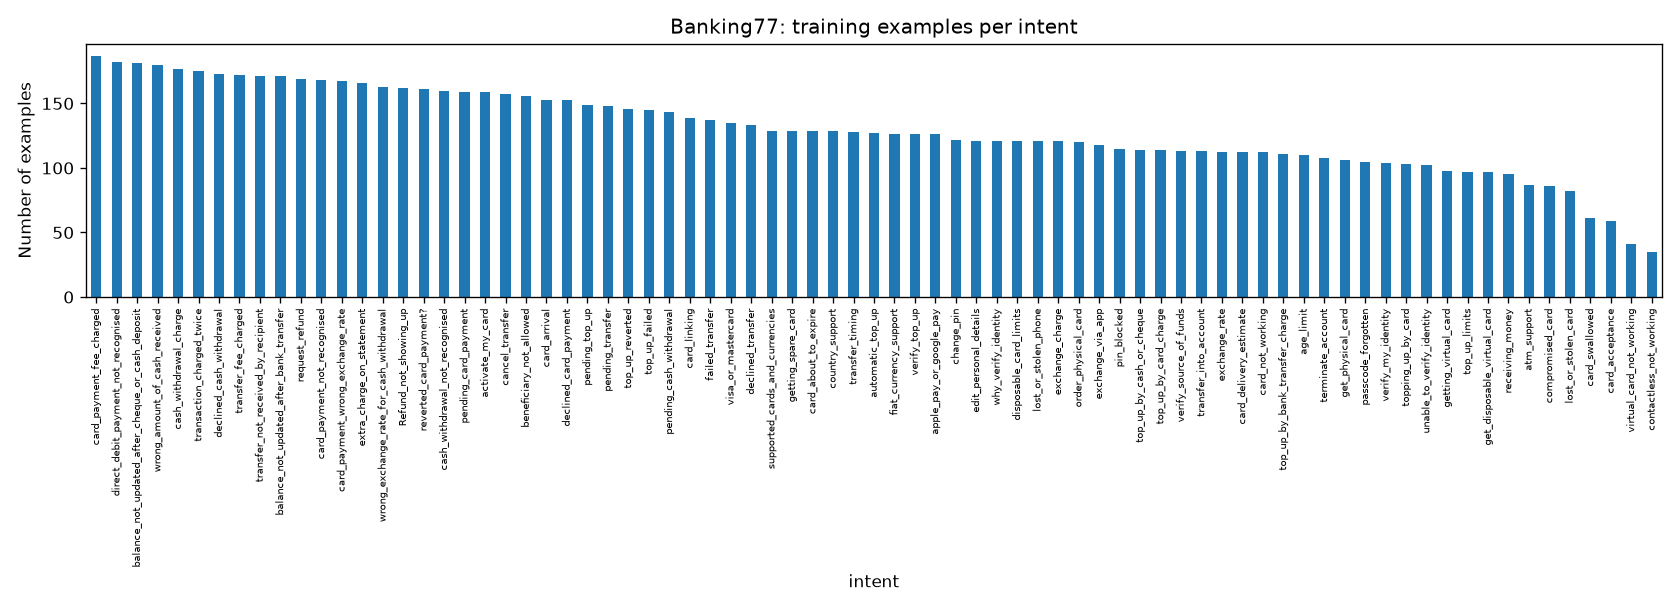 Banking77: training examples per intent
Number of examples
150
100
50
0
card_payment_fee_charged
direct_debit_payment_not_recognised
balance_not_updated_after_cheque_or_cash_deposit
wrong_amount_of_cash_received
cash_withdrawal_charge
transaction_charged_twice
declined_cash_withdrawal
transfer_fee_charged
transfer_not_received_by_recipient
balance_not_updated_after_bank_transfer
request_refund
card_payment_not_recognised
card_payment_wrong_exchange_rate
extra_charge_on_statement
wrong_exchange_rate_for_cash_withdrawal
Refund_not_showing_up
reverted_card_payment?
cash_withdrawal_not_recognised
pending_card_payment
activate_my_card
cancel_transfer
beneficiary_not_allowed
card_arrival
declined_card_payment
pending_top_up
pending_transfer
top_up_reverted
top_up_failed
pending_cash_withdrawal
card_linking
failed_transfer
visa_or_mastercard
declined_transfer
supported_cards_and_currencies
getting_spare_card
card_about_to_expire
country_support
transfer_timing
automatic_top_up
fiat_currency_support
verify_top_up
apple_pay_or_google_pay
change_pin
edit_personal_details
why_verify_identity
disposable_card_limits
lost_or_stolen_phone
exchange_charge
order_physical_card
exchange_via_app
pin_blocked
top_up_by_cash_or_cheque
top_up_by_card_charge
verify_source_of_funds
transfer_into_account
exchange_rate
card_delivery_estimate
card_not_working
top_up_by_bank_transfer_charge
age_limit
terminate_account
get_physical_card
passcode_forgotten
verify_my_identity
topping_up_by_card
unable_to_verify_identity
getting_virtual_card
top_up_limits
get_disposable_virtual_card
receiving_money
atm_support
compromised_card
lost_or_stolen_card
card_swallowed
card_acceptance
virtual_card_not_working
contactless_not_working
intent